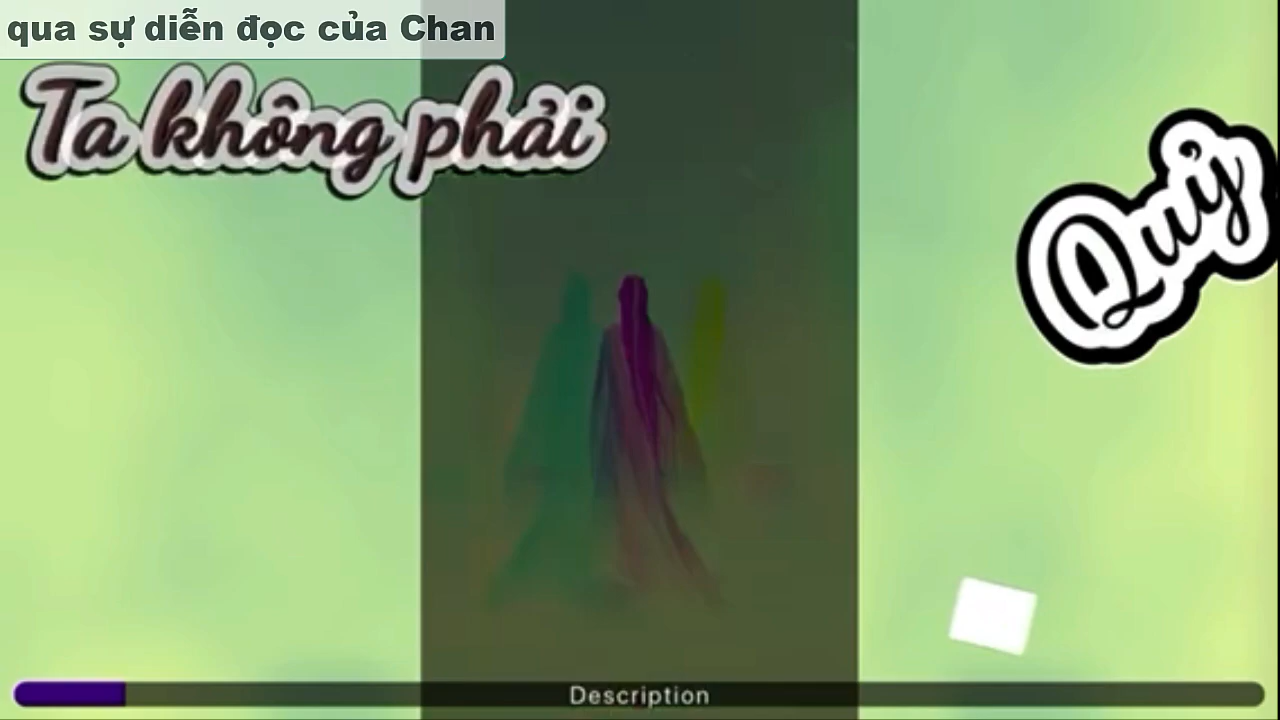 qua sự diễn đọc của Chan
Ta không phải
Quỷ
Description